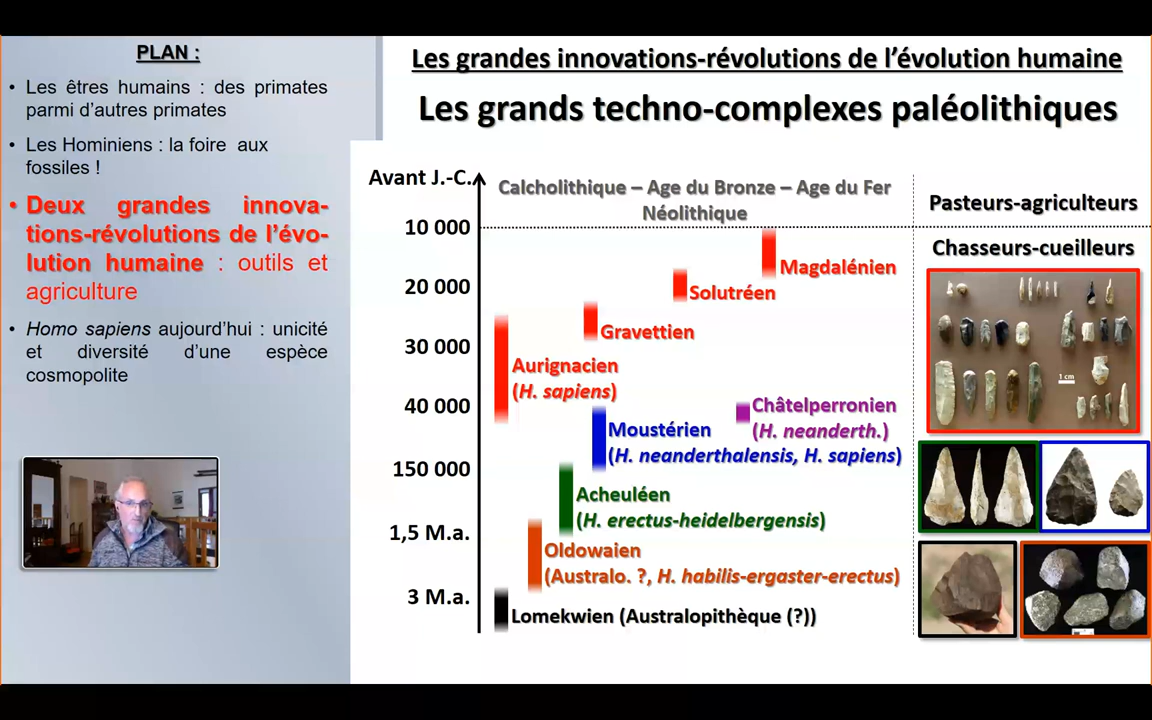 PLAN :
• Les êtres humains : des primates
parmi d’autres primates
• Les Hominiens : la foire aux
fossiles !
• Deux grandes innova-
tions-révolutions de l’évo-
lution humaine : outils et
agriculture
• Homo sapiens aujourd’hui : unicité
et diversité d’une espèce
cosmopolite
Les grandes innovations-révolutions de l’évolution humaine
Les grands techno-complexes paléolithiques
Avant J.-C.
Calcholithique – Age du Bronze – Age du Fer
Néolithique
Pasteurs-agriculteurs
10 000
Chasseurs-cueilleurs
Magdalénien
20 000
Solutréen
Gravettien
30 000
Aurignacien
(H. sapiens)
40 000
Châtelperronien
(H. neanderth.)
Moustérien
(H. neanderthalensis, H. sapiens)
150 000
Acheuléen
(H. erectus-heidelbergensis)
1,5 M.a.
Oldowaien
(Australo. ?, H. habilis-ergaster-erectus)
3 M.a.
Lomekwien (Australopithèque (?))
1 cm